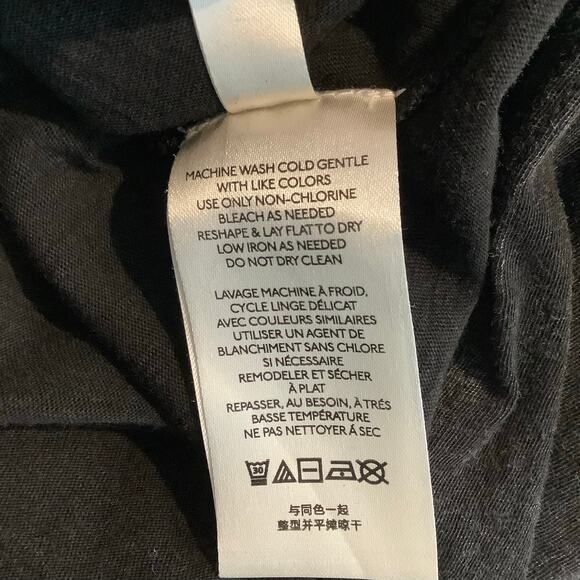 MACHINE WASH COLD GENTLE
WITH LIKE COLORS
USE ONLY NON-CHLORINE
BLEACH AS NEEDED
RESHAPE & LAY FLAT TO DRY
LOW IRON AS NEEDED
DO NOT DRY CLEAN
LAVAGE MACHINE À FROID,
CYCLE LINGE DÉLICAT
AVEC COULEURS SIMILAIRES
UTILISER UN AGENT DE
BLANCHIMENT SANS CHLORE
SI NÉCESSAIRE
REMODELER ET SÉCHER
À PLAT
REPASSER, AU BESOIN, À TRÉS
BASSE TEMPÉRATURE
NE PAS NETTOYER Á SEC
30
与同色一起
整型并平摊晾干